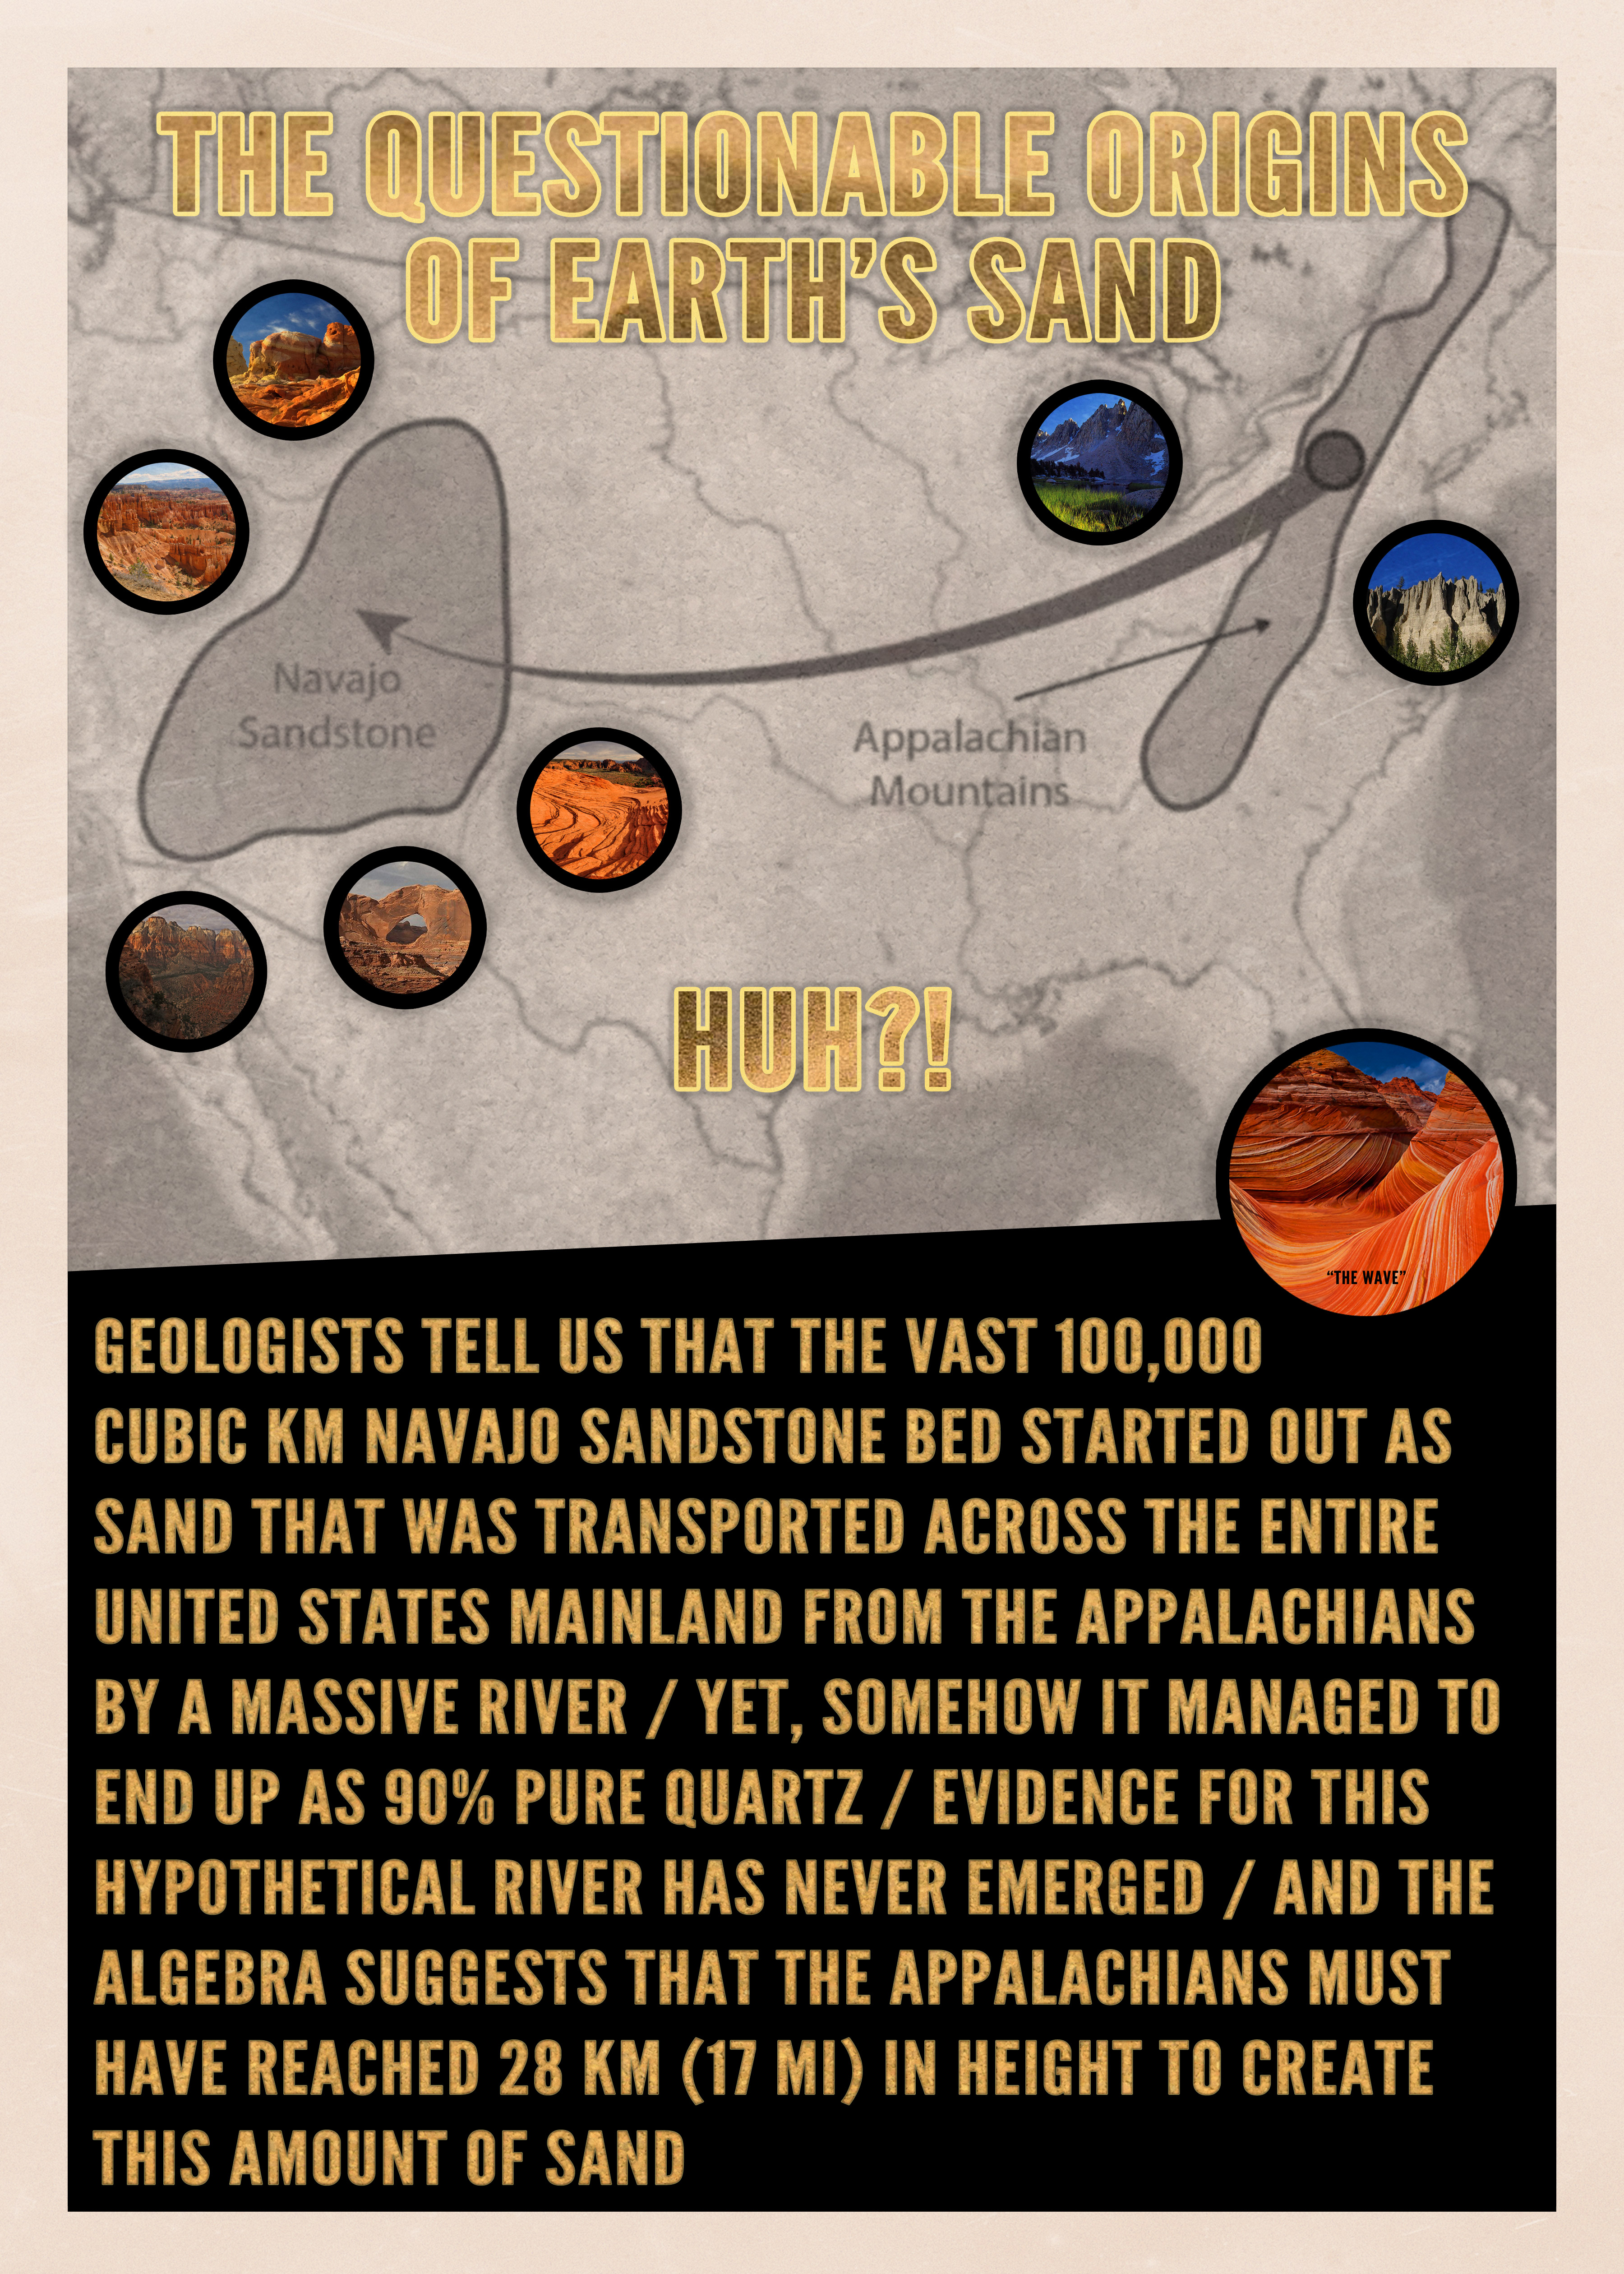 THE QUESTIONABLE ORIGINS
OF EARTH'S SAND
Navajo
Sandstone
Appalachian
Mountains
HUH?!
"THE WAVE"
GEOLOGISTS TELL US THAT THE VAST 100,000
CUBIC KM NAVAJO SANDSTONE BED STARTED OUT AS
SAND THAT WAS TRANSPORTED ACROSS THE ENTIRE
UNITED STATES MAINLAND FROM THE APPALACHIANS
BY A MASSIVE RIVER / YET, SOMEHOW IT MANAGED TO
END UP AS 90% PURE QUARTZ / EVIDENCE FOR THIS
HYPOTHETICAL RIVER HAS NEVER EMERGED / AND THE
ALGEBRA SUGGESTS THAT THE APPALACHIANS MUST
HAVE REACHED 28 KM (17 MI) IN HEIGHT TO CREATE
THIS AMOUNT OF SAND